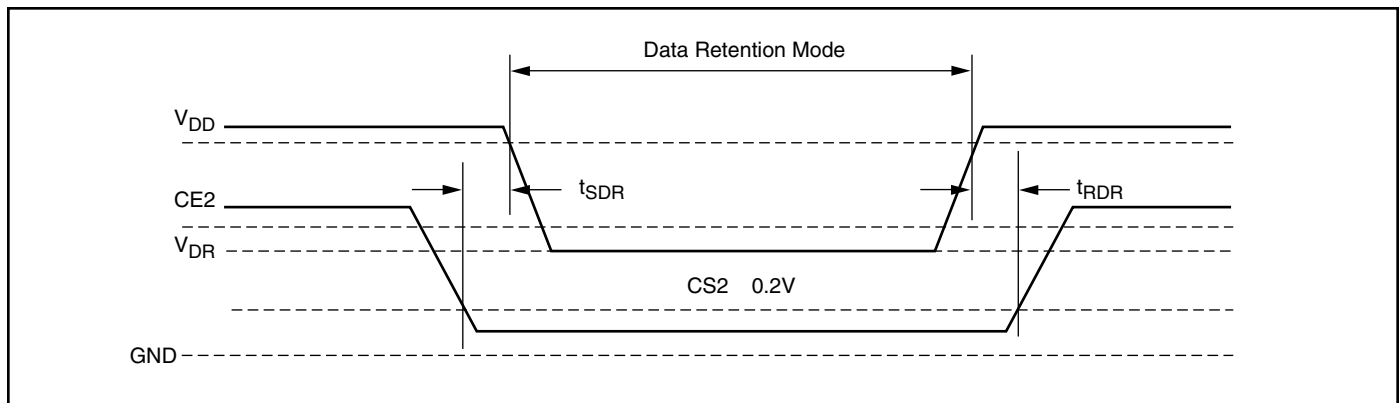 Data Retention Mode
VDD
tSDR
tRDR
CE2
VDR
CS2 0.2V
GND